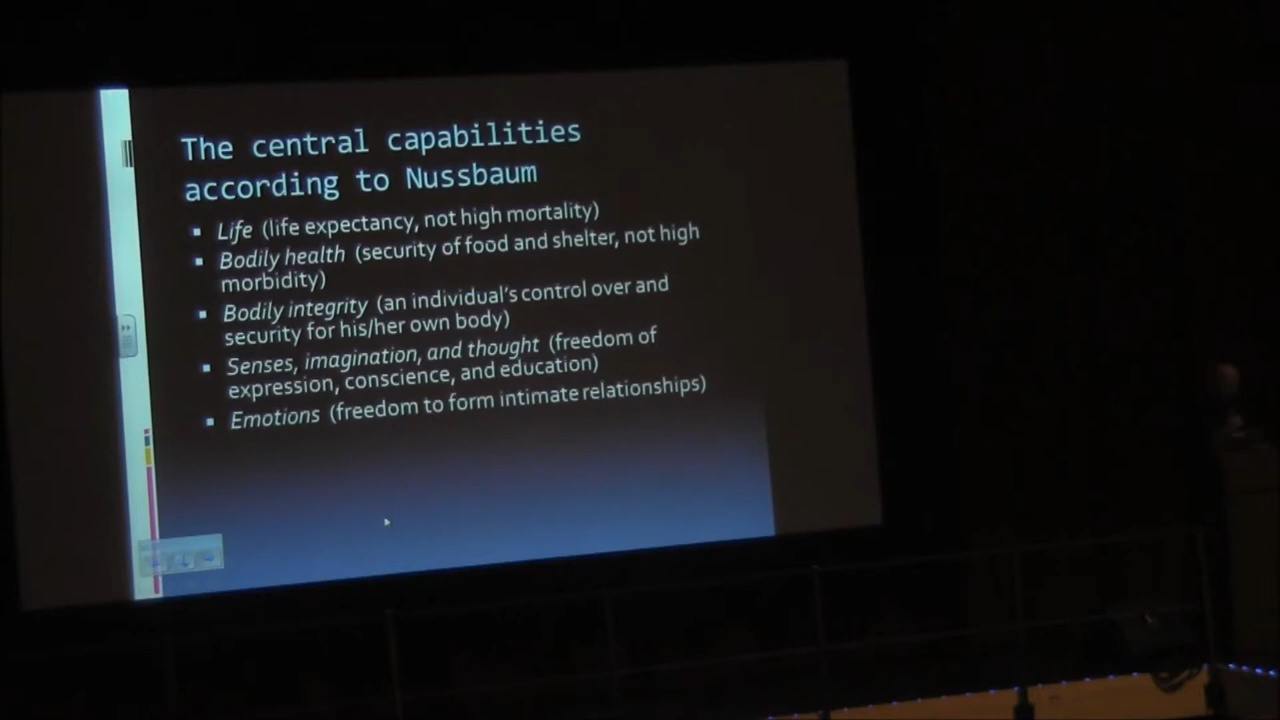 The central capabilities
according to Nussbaum
▪ Life (life expectancy, not high mortality)
▪ Bodily health (security of food and shelter, not high
morbidity)
▪ Bodily integrity (an individual's control over and
security for his/her own body)
▪ Senses, imagination, and thought (freedom of
expression, conscience, and education)
▪ Emotions (freedom to form intimate relationships)